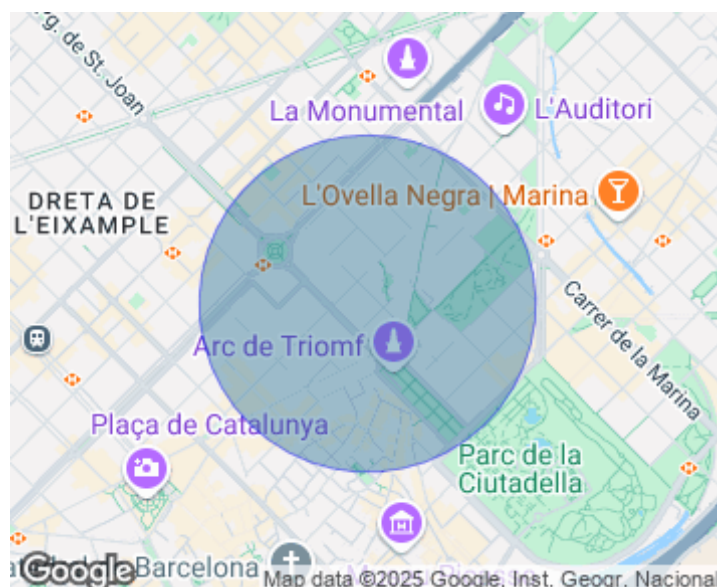 g. de St. Joan
La Monumental
L'Auditori
L'Ovella Negra | Marina
DRETA DE
L'EIXAMPLE
Carrer de la Marina
Arc de Triomf
Plaça de Catalunya
Parc de la
Ciutadella
Barcelona
Google
Map data ©2025 Google, Inst. Geogr. Nacional